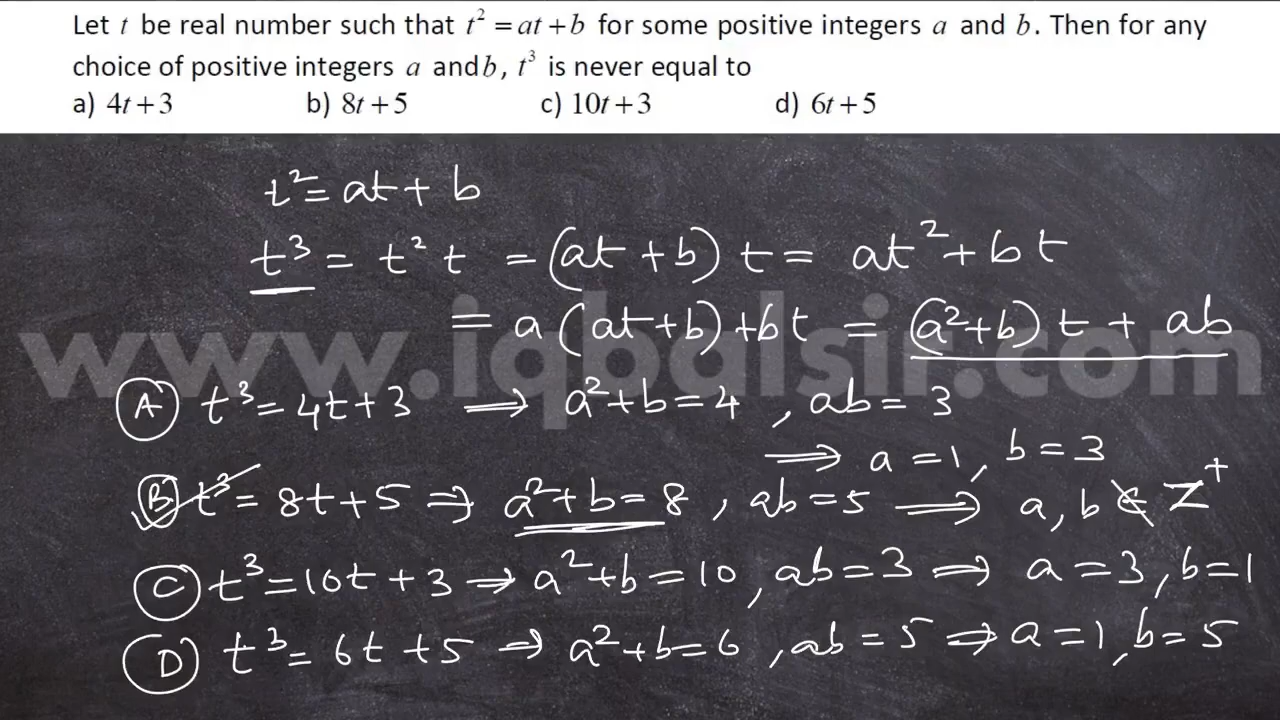 Let t be real number such that t² = at + b for some positive integers a and b. Then for any
choice of positive integers a and b, t³ is never equal to
a) 4t + 3 b) 8t + 5 c) 10t + 3 d) 6t + 5
t² = at + b
t³ = t² t = (at + b) t = at² + bt
= a (at + b) + bt = (a² + b) t + ab
www.iqbalsir.com
(A) t³ = 4t + 3 ⟹ a² + b = 4 , ab = 3
⟹ a = 1, b = 3
(B) t³ = 8t + 5 ⟹ a² + b = 8 , ab = 5 ⟹ a, b ∉ Z⁺
(C) t³ = 10t + 3 → a² + b = 10 , ab = 3 ⟹ a = 3, b = 1
(D) t³ = 6t + 5 ⟹ a² + b = 6 , ab = 5 ⟹ a = 1, b = 5